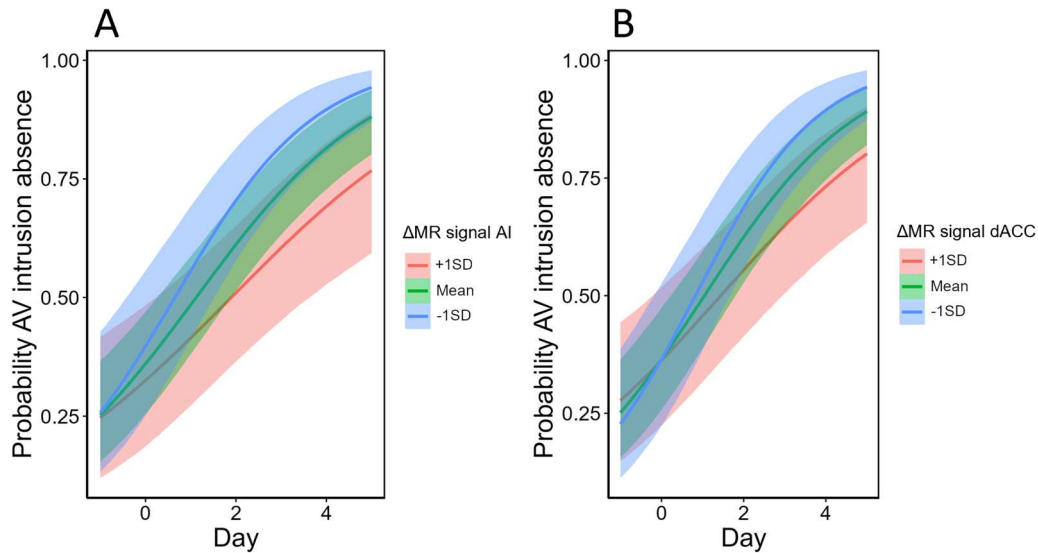 A
Probability AV intrusion absence
1.00
0.75
0.50
0.25
0
2
4
Day
ΔMR signal AI
+1SD
Mean
-1SD
B
Probability AV intrusion absence
1.00
0.75
0.50
0.25
0
2
4
Day
ΔMR signal dACC
+1SD
Mean
-1SD